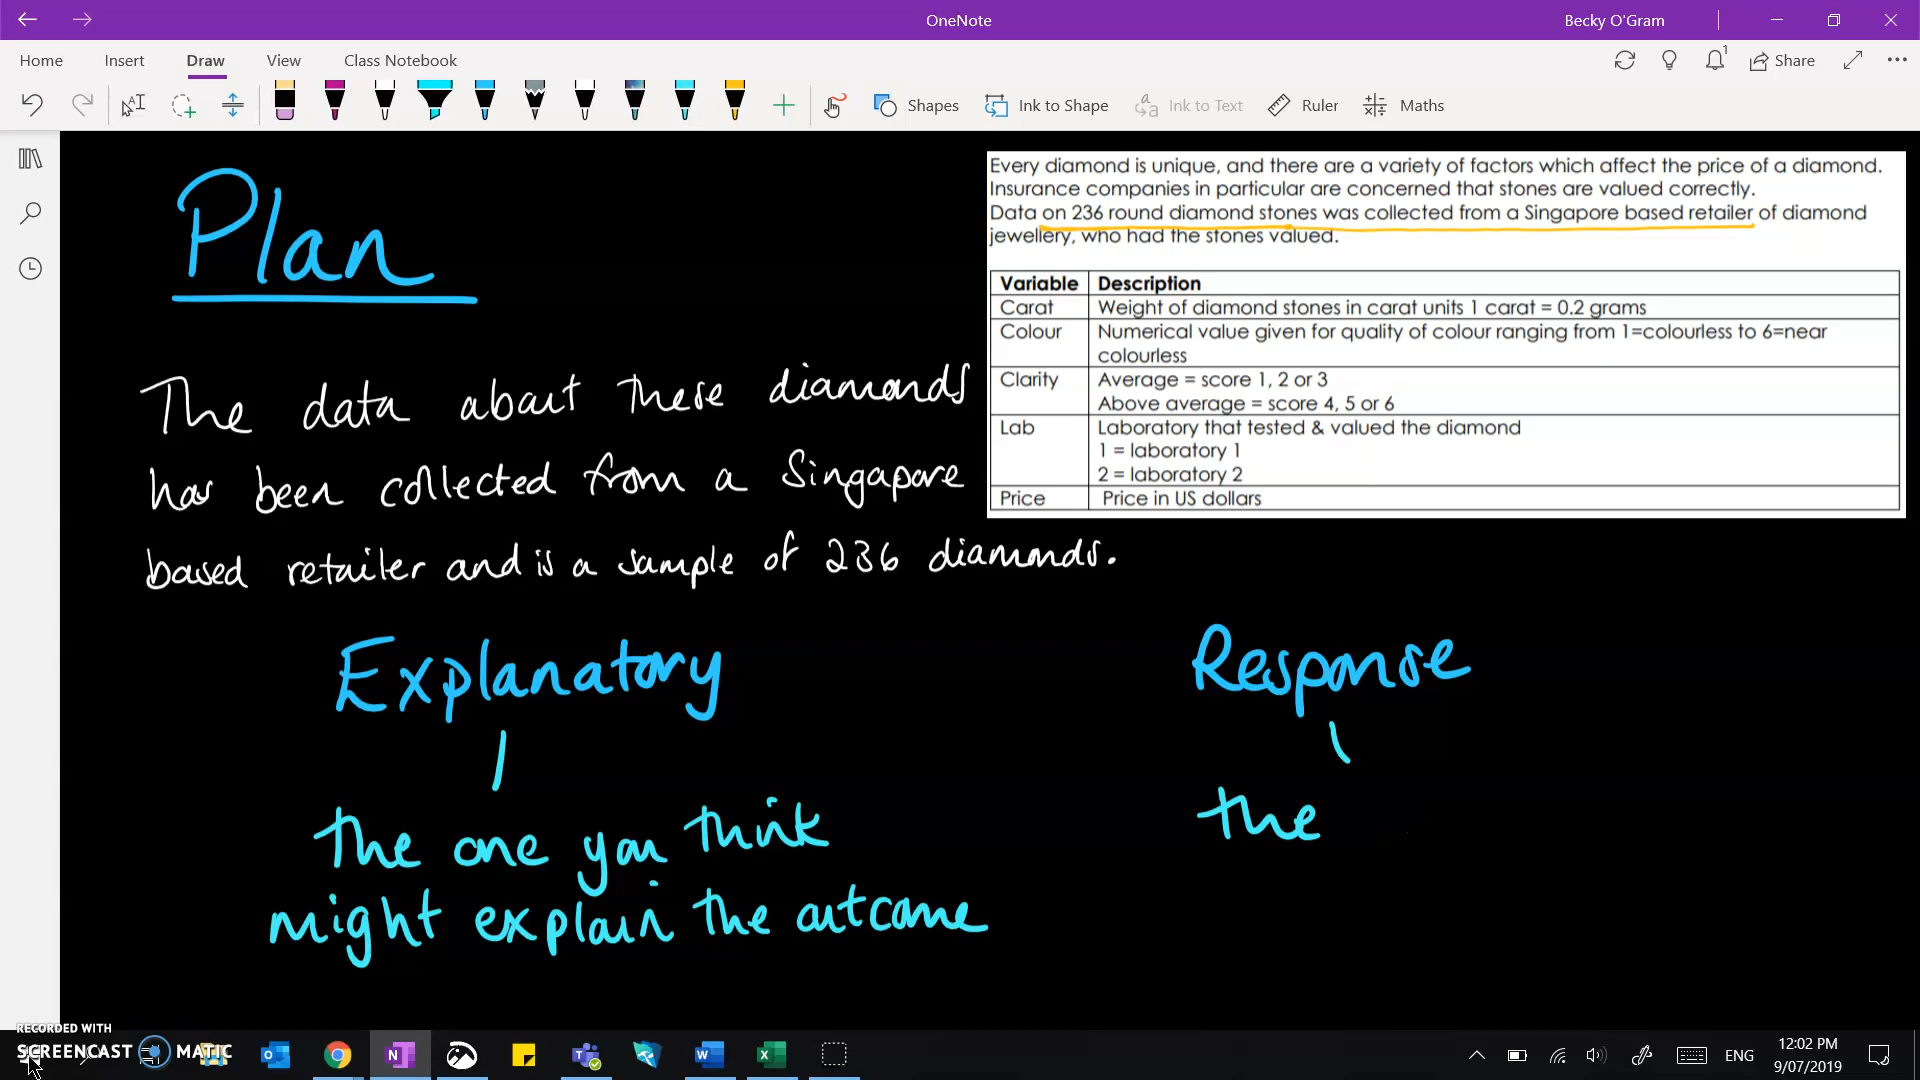 OneNote
Becky O'Gram
Home Insert Draw View Class Notebook
1
Share
Shapes Ink to Shape Ink to Text Ruler Maths
Plan
The data about these diamonds
has been collected from a Singapore
based retailer and is a sample of 236 diamonds.
Every diamond is unique, and there are a variety of factors which affect the price of a diamond.
Insurance companies in particular are concerned that stones are valued correctly.
Data on 236 round diamond stones was collected from a Singapore based retailer of diamond
jewellery, who had the stones valued.
Variable Description
Carat Weight of diamond stones in carat units 1 carat = 0.2 grams
Colour Numerical value given for quality of colour ranging from 1=colourless to 6=near
colourless
Clarity Average = score 1, 2 or 3
Above average = score 4, 5 or 6
Lab Laboratory that tested & valued the diamond
1 = laboratory 1
2 = laboratory 2
Price Price in US dollars
Explanatory
the one you think
might explain the outcome
Response
the
RECORDED WITH
SCREENCAST MATIC
ENG
12:02 PM
9/07/2019